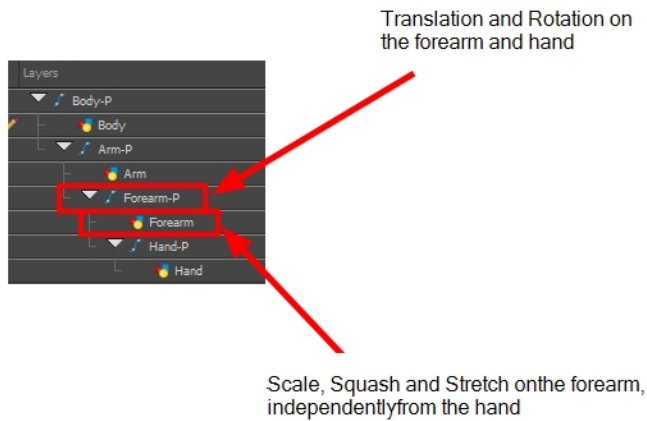 Translation and Rotation on
the forearm and hand
Layers
Body-P
Body
Arm-P
Arm
Forearm-P
Forearm
Hand-P
Hand
Scale, Squash and Stretch onthe forearm,
independentlyfrom the hand